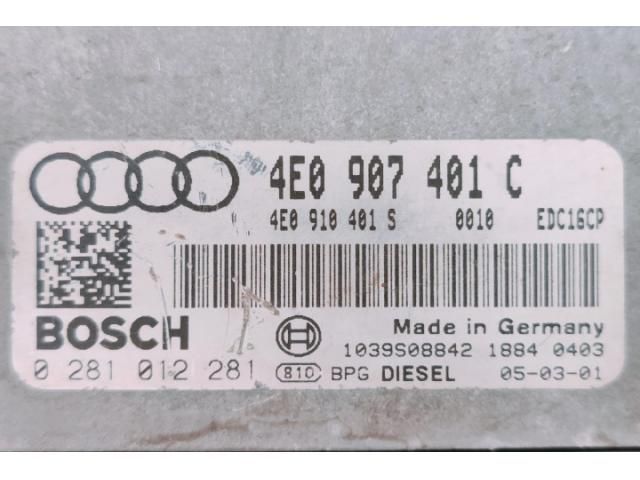 4E0 907 401 C
4E0 910 401 S 0010 EDC16CP
BOSCH
Made in Germany
1039S08842 1884 0403
0 281 012 281
B10 BPG DIESEL 05-03-01